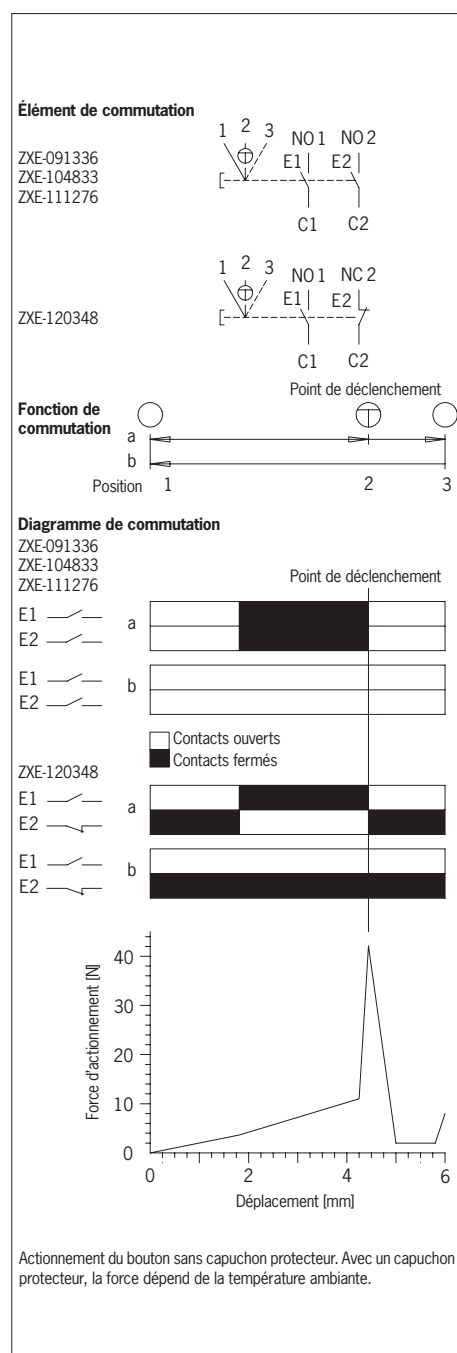 Élément de commutation
1 2 3 NO 1 NO 2
ZXE-091336
ZXE-104833
ZXE-111276
E1 E2
C1 C2
1 2 3 NO 1 NC 2
ZXE-120348
E1 E2
C1 C2
Point de déclenchement
Fonction de
commutation
a
b
Position 1 2 3
Diagramme de commutation
ZXE-091336
ZXE-104833
ZXE-111276
Point de déclenchement
E1
E2
a
E1
E2
b
Contacts ouverts
Contacts fermés
ZXE-120348
E1
E2
a
E1
E2
b
Force d'actionnement [N]
40
30
20
10
0
0 2 4 6
Déplacement [mm]
Actionnement du bouton sans capuchon protecteur. Avec un capuchon
protecteur, la force dépend de la température ambiante.